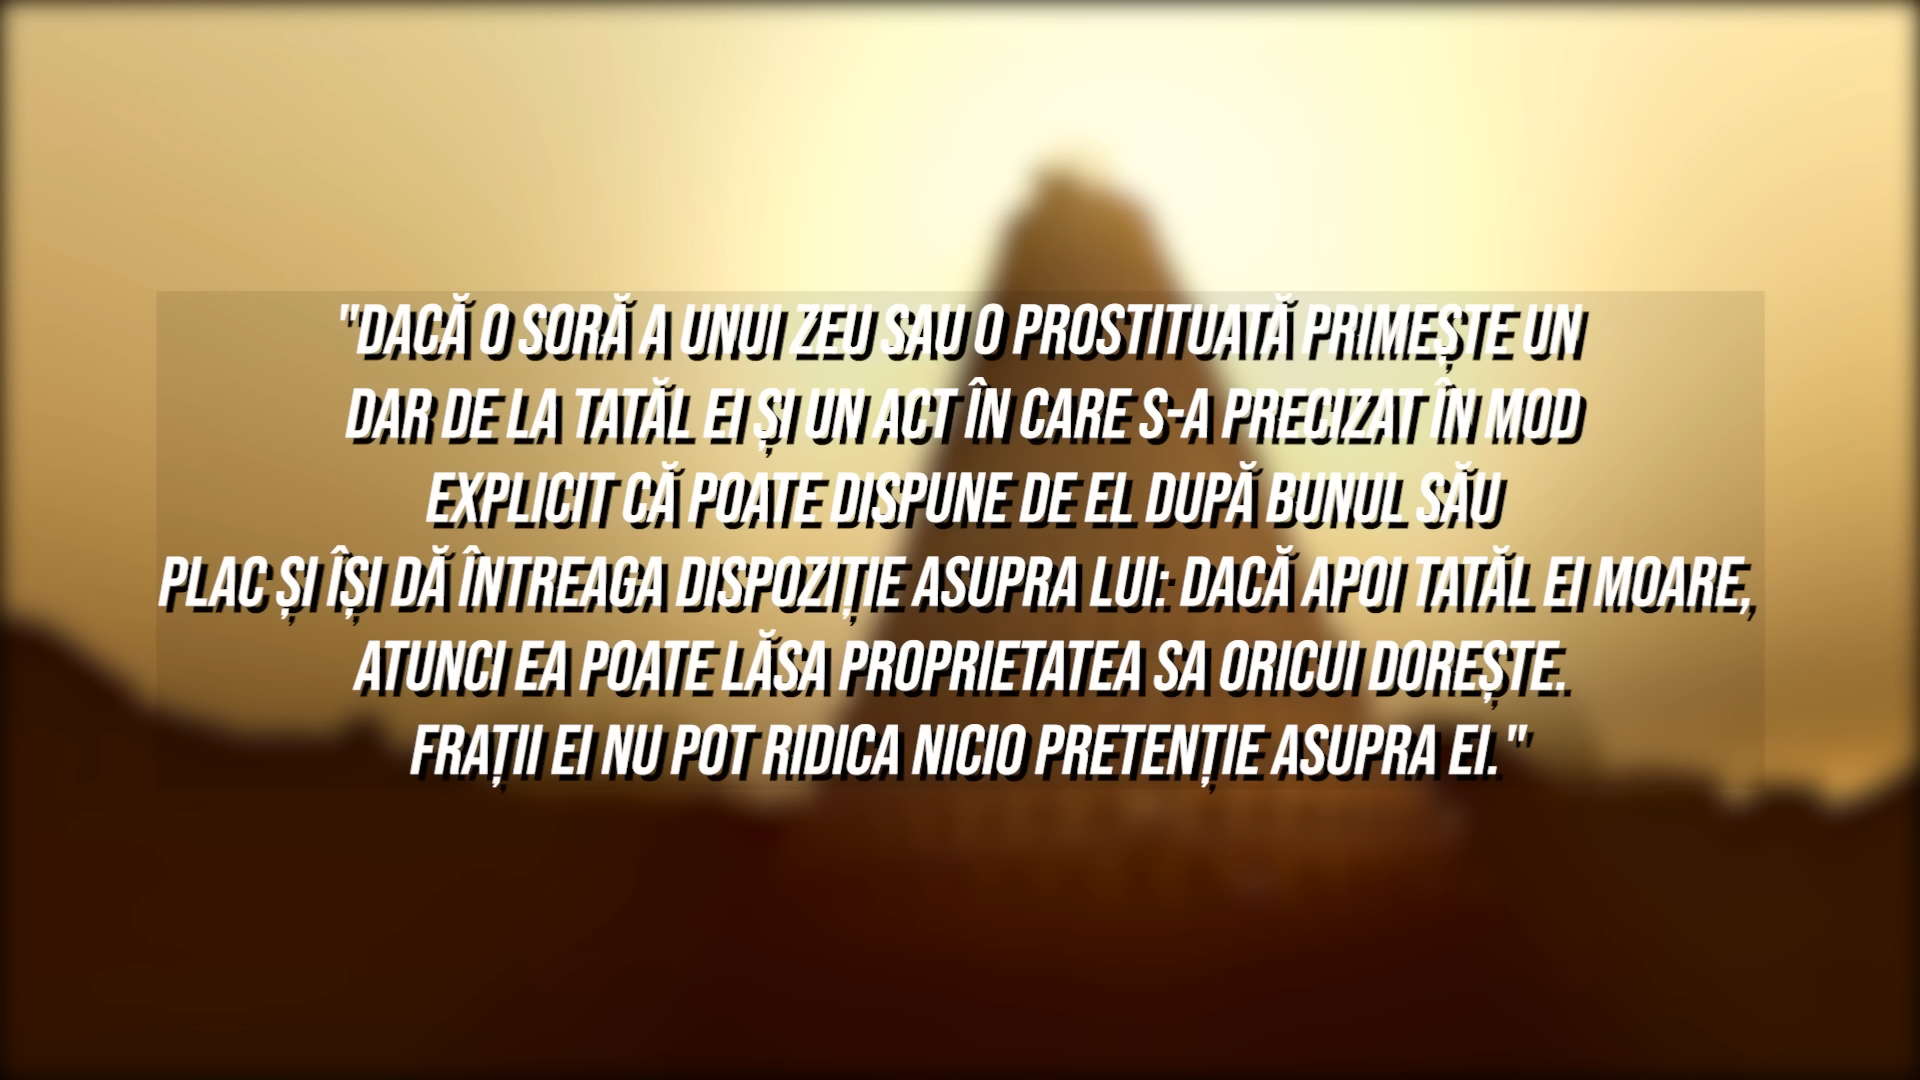 "DACĂ O SORĂ A UNUI ZEU SAU O PROSTITUATĂ PRIMEȘTE UN
DAR DE LA TATĂL EI ȘI UN ACT ÎN CARE S-A PRECIZAT ÎN MOD
EXPLICIT CĂ POATE DISPUNE DE EL DUPĂ BUNUL SĂU
PLAC ȘI ÎȘI DĂ ÎNTREAGA DISPOZIȚIE ASUPRA LUI: DACĂ APOI TATĂL EI MOARE,
ATUNCI EA POATE LĂSA PROPRIETATEA SA ORICUI DOREȘTE.
FRAȚII EI NU POT RIDICA NICIO PRETENȚIE ASUPRA EI."